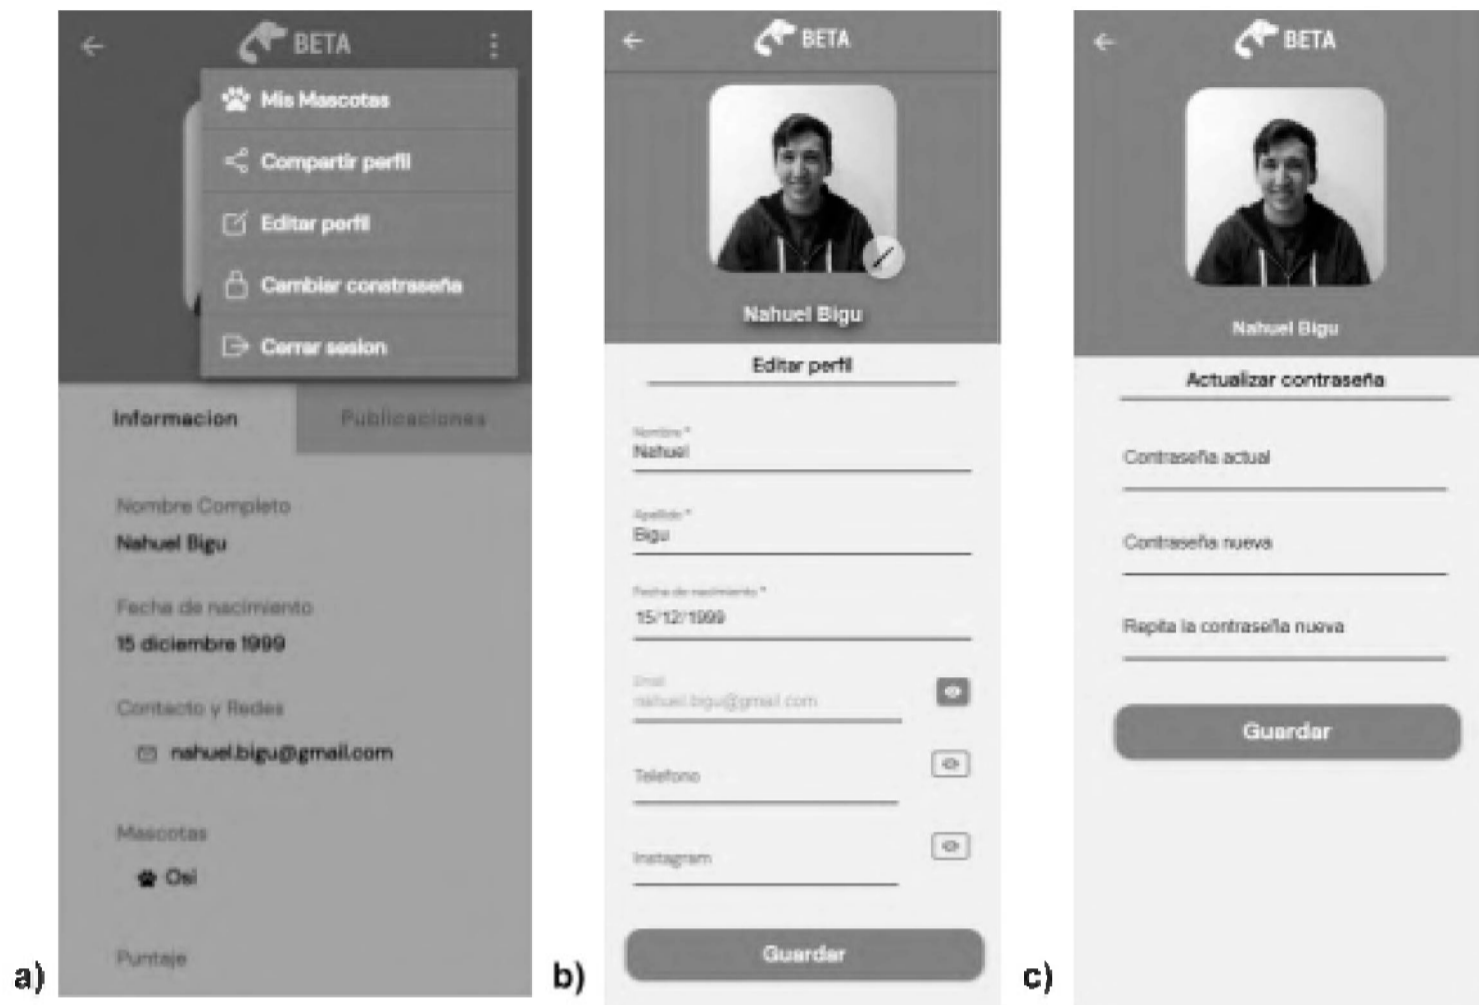 BETA
Mis Mascotas
Compartir perfil
Editar perfil
Cambiar constraseña
Cerrar sesion
Informacion
Publicaciones
Nombre Completo
Nahuel Bigu
Fecha de nacimiento
15 diciembre 1999
Contacto y Redes
nahuel.bigu@gmail.com
Mascotas
Osi
Puntaje
a)
BETA
Nahuel Bigu
Editar perfil
Nombre *
Nahuel
Apellido *
Bigu
Fecha de nacimiento *
15/12/1999
Email
nahuel.bigu@gmail.com
Telefono
Instagram
Guardar
b)
BETA
Nahuel Bigu
Actualizar contraseña
Contraseña actual
Contraseña nueva
Repita la contraseña nueva
Guardar
c)